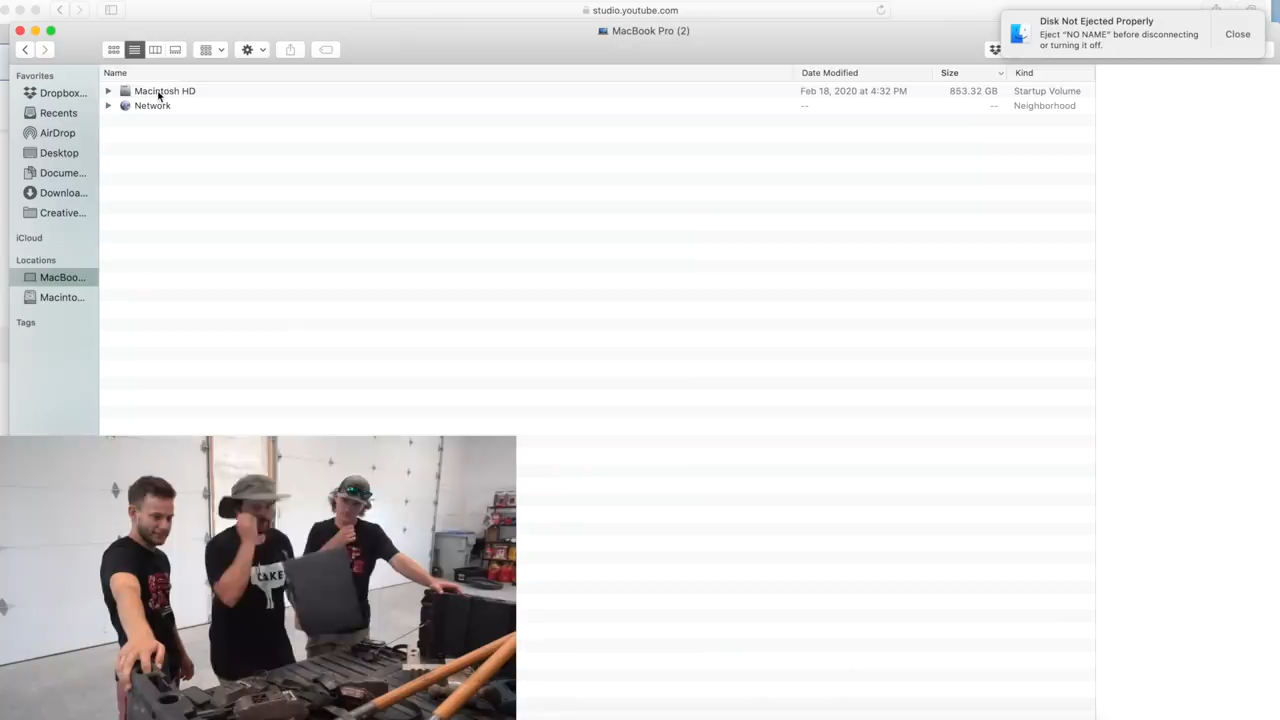 studio.youtube.com
MacBook Pro (2)
Disk Not Ejected Properly
Eject “NO NAME” before disconnecting
or turning it off.
Close
Favorites
Dropbox...
Recents
AirDrop
Desktop
Docume...
Downloa...
Creative...
iCloud
Locations
MacBoo...
Macinto...
Tags
Name
Date Modified
Size
Kind
Macintosh HD
Feb 18, 2020 at 4:32 PM
853.32 GB
Startup Volume
Network
--
--
Neighborhood